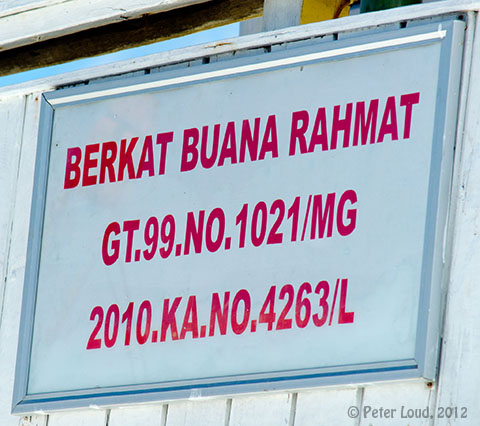 BERKAT BUANA RAHMAT
GT.99.NO.1021/MG
2010.KA.NO.4263/L
© Peter Loud, 2012